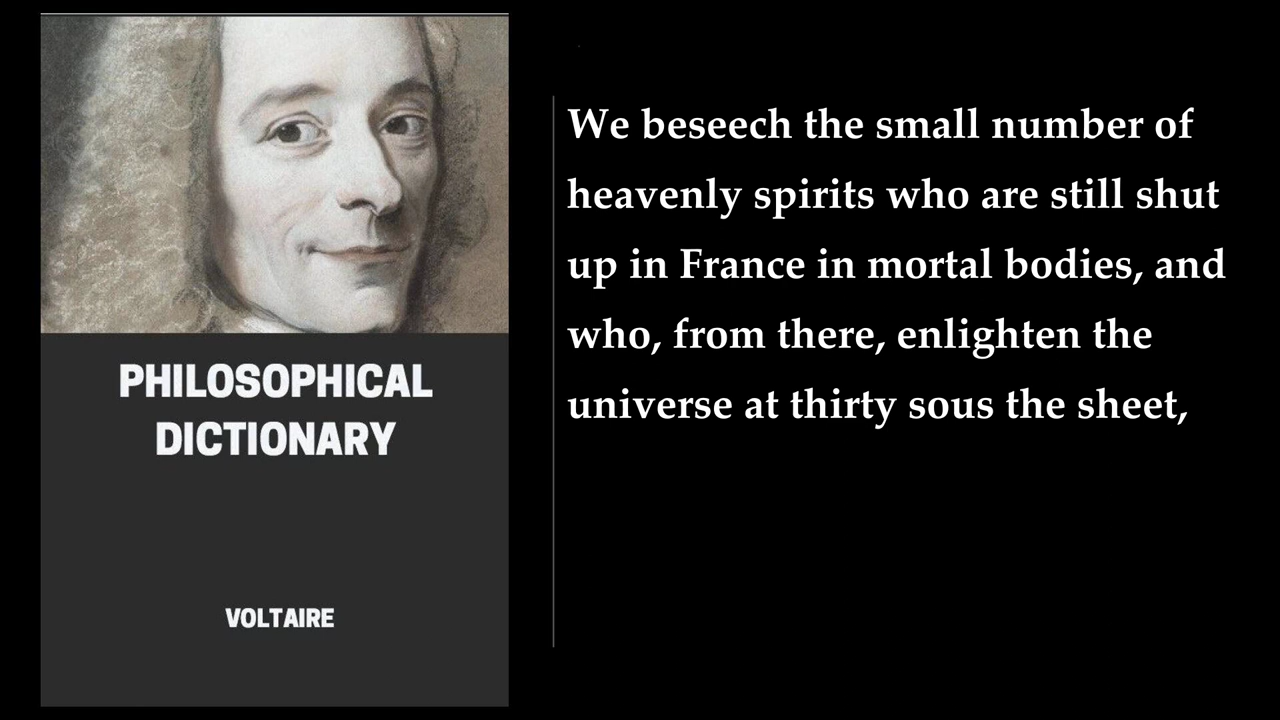 PHILOSOPHICAL
DICTIONARY
VOLTAIRE
We beseech the small number of
heavenly spirits who are still shut
up in France in mortal bodies, and
who, from there, enlighten the
universe at thirty sous the sheet,